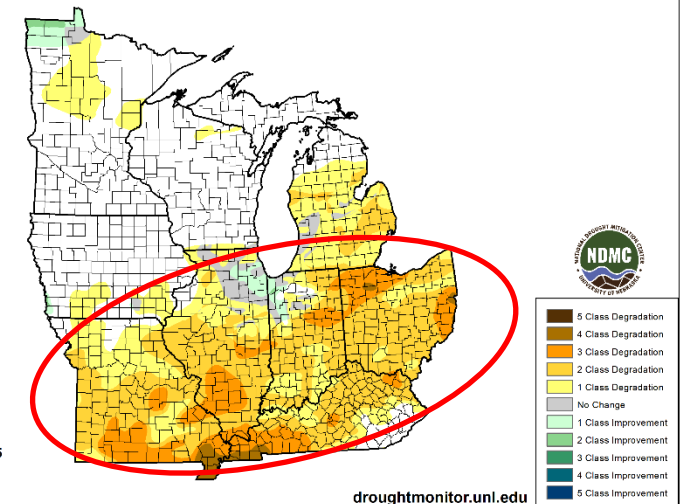 NATIONAL DROUGHT MITIGATION CENTER
NDMC
UNIVERSITY OF NEBRASKA
5 Class Degradation
4 Class Degradation
3 Class Degradation
2 Class Degradation
1 Class Degradation
No Change
1 Class Improvement
2 Class Improvement
3 Class Improvement
4 Class Improvement
5 Class Improvement
s
droughtmonitor.unl.edu